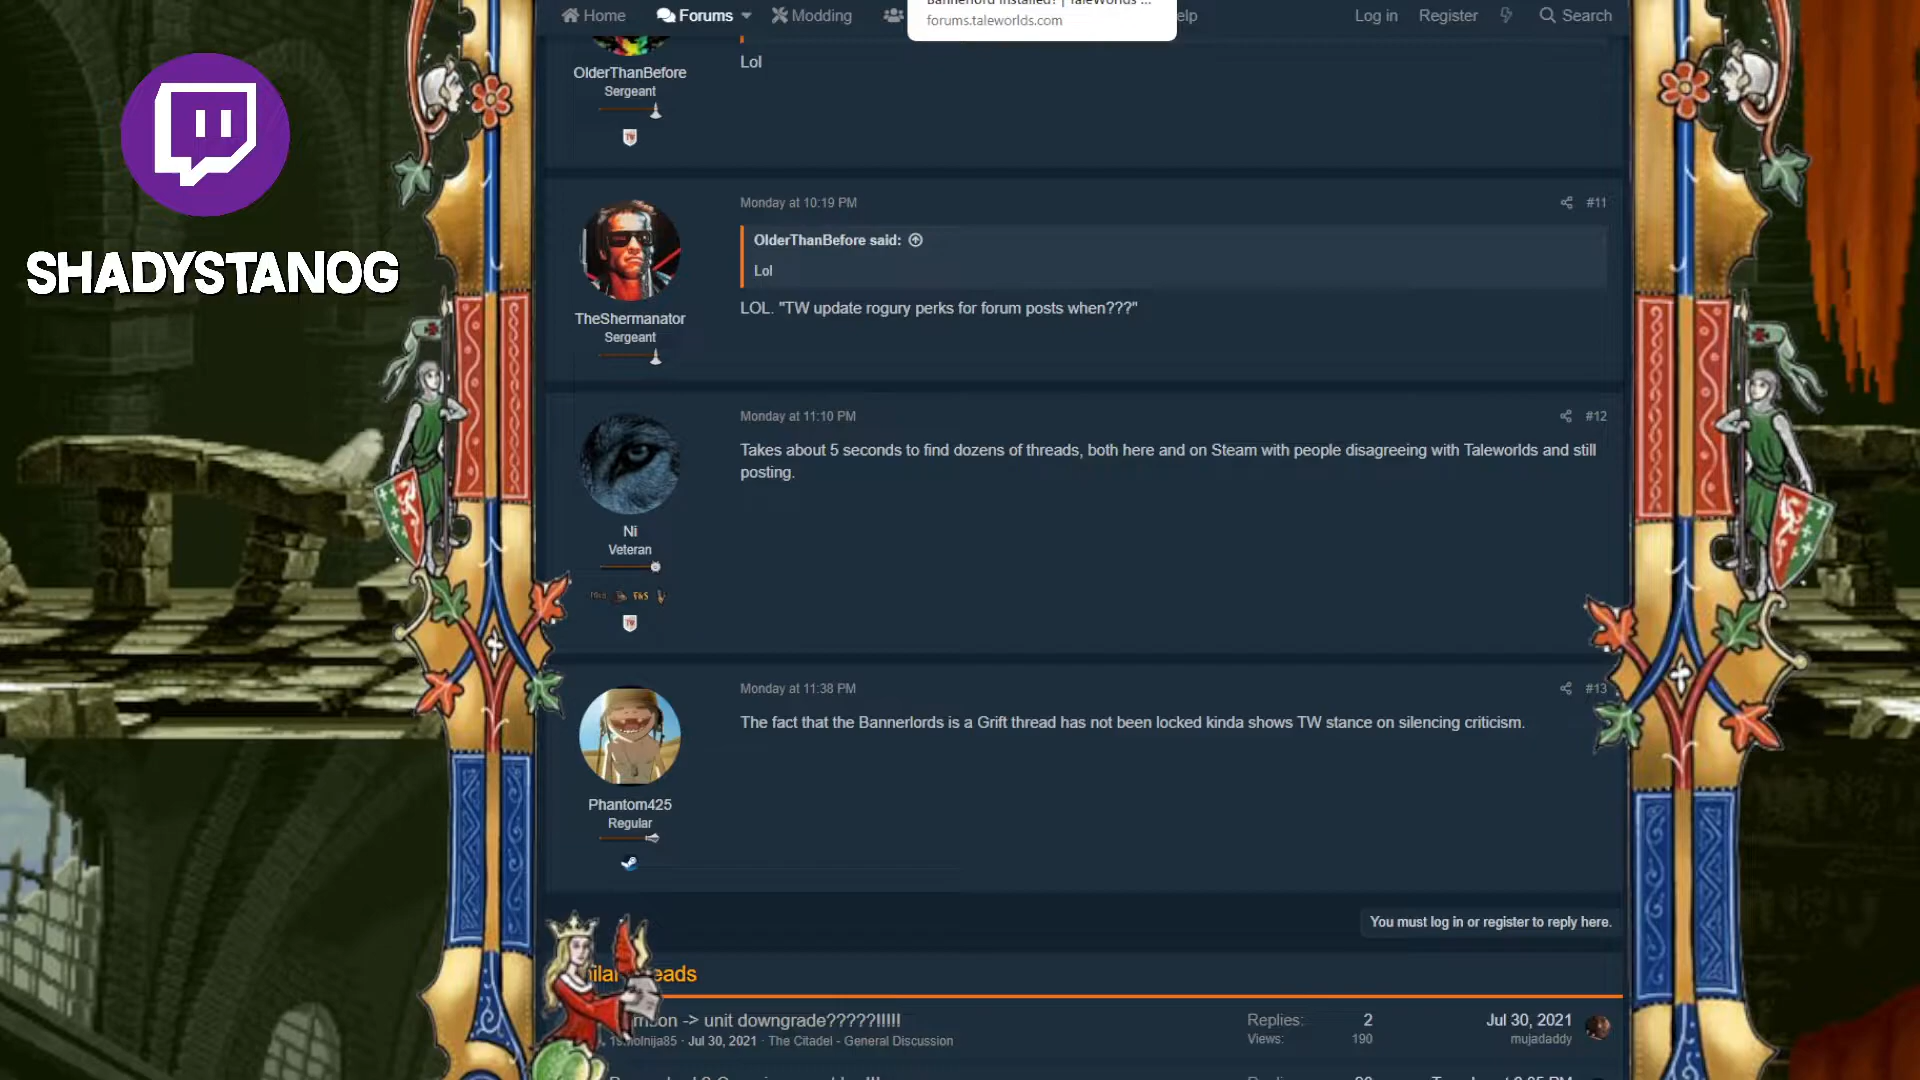 Home
Forums
Modding
Bannerlord installed? | TaleWorlds ...
forums.taleworlds.com
elp
Log in
Register
Search
SHADYSTANOG
OlderThanBefore
Sergeant
Lol
TheShermanator
Sergeant
Monday at 10:19 PM
#11
OlderThanBefore said:
Lol
LOL. "TW update rogury perks for forum posts when???"
Ni
Veteran
Monday at 11:10 PM
#12
Takes about 5 seconds to find dozens of threads, both here and on Steam with people disagreeing with Taleworlds and still
posting.
Phantom425
Regular
Monday at 11:38 PM
#13
The fact that the Bannerlords is a Grift thread has not been locked kinda shows TW stance on silencing criticism.
You must log in or register to reply here.
ilar
eads
-> unit downgrade?????!!!!!
Replies: 2
Jul 30, 2021
Jul 30, 2021 · The Citadel - General Discussion
Views: 190
mujadaddy